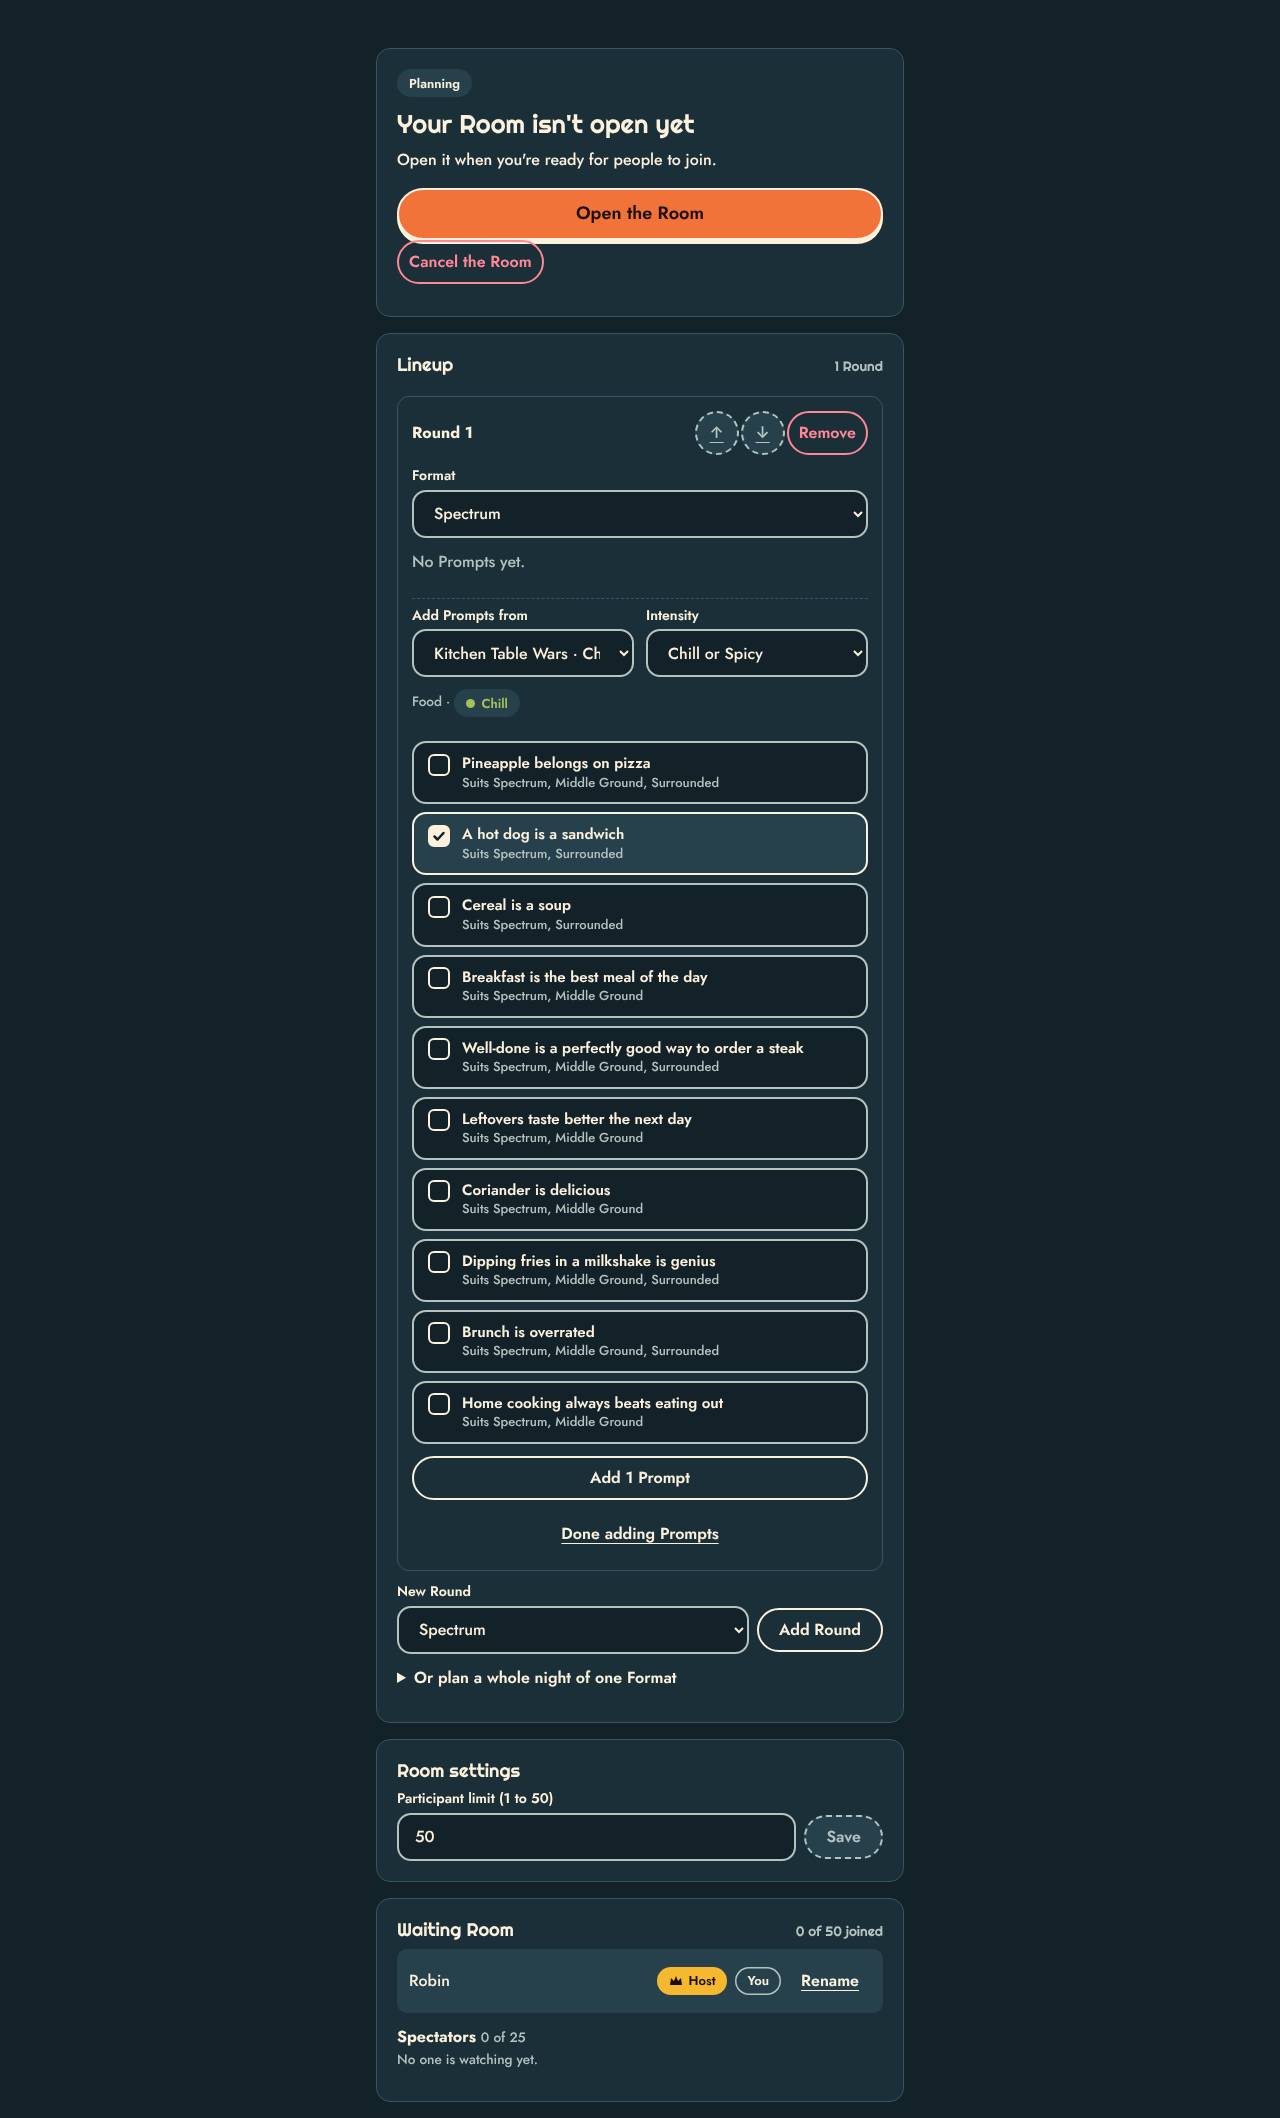 Planning
Your Room isn't open yet
Open it when you're ready for people to join.
Open the Room
Cancel the Room
Lineup
1 Round
Round 1
Remove
Format
Spectrum
No Prompts yet.
Add Prompts from
Intensity
Kitchen Table Wars · Ch
Chill or Spicy
Food ·
Chill
Pineapple belongs on pizza
Suits Spectrum, Middle Ground, Surrounded
A hot dog is a sandwich
Suits Spectrum, Surrounded
Cereal is a soup
Suits Spectrum, Surrounded
Breakfast is the best meal of the day
Suits Spectrum, Middle Ground
Well-done is a perfectly good way to order a steak
Suits Spectrum, Middle Ground, Surrounded
Leftovers taste better the next day
Suits Spectrum, Middle Ground
Coriander is delicious
Suits Spectrum, Middle Ground
Dipping fries in a milkshake is genius
Suits Spectrum, Middle Ground, Surrounded
Brunch is overrated
Suits Spectrum, Middle Ground, Surrounded
Home cooking always beats eating out
Suits Spectrum, Middle Ground
Add 1 Prompt
Done adding Prompts
New Round
Spectrum
Add Round
Or plan a whole night of one Format
Room settings
Participant limit (1 to 50)
50
Save
Waiting Room
0 of 50 joined
Robin
Host
You
Rename
Spectators 0 of 25
No one is watching yet.